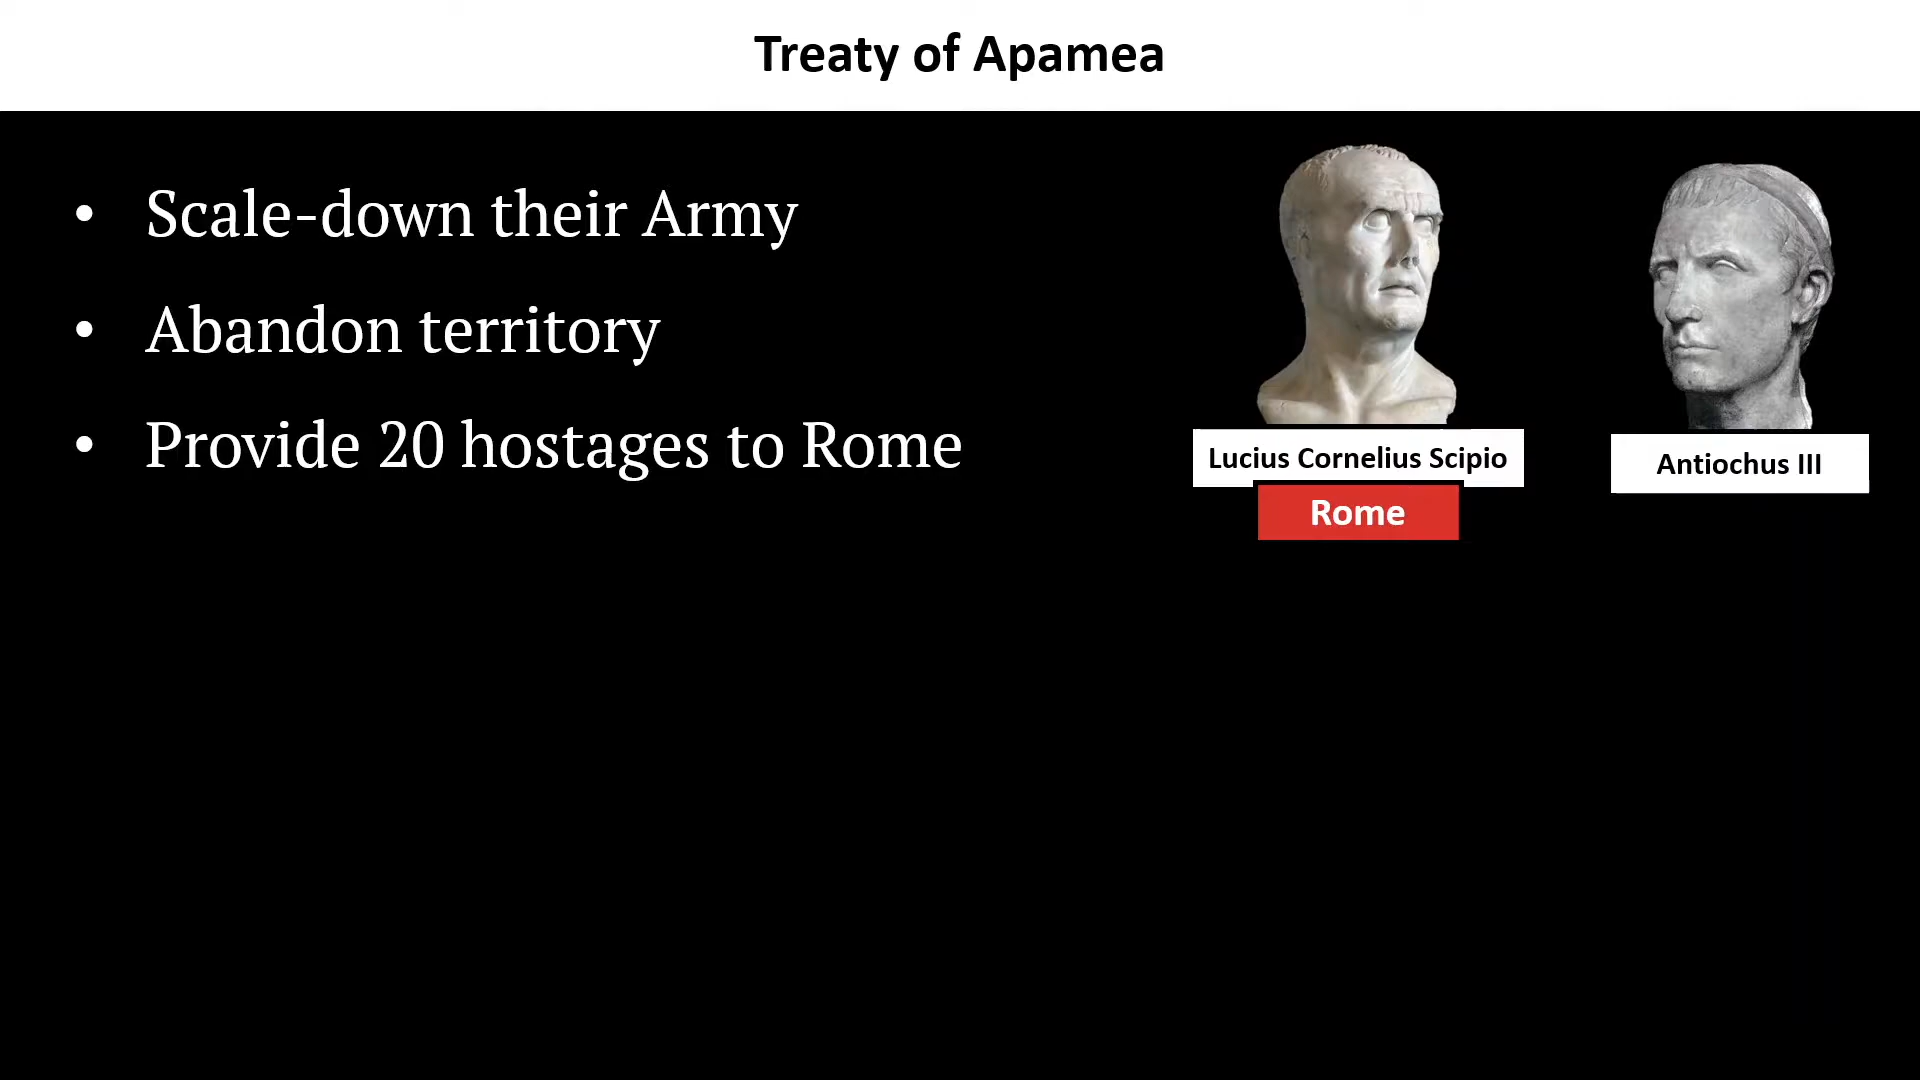 Treaty of Apamea
• Scale-down their Army
• Abandon territory
• Provide 20 hostages to Rome
Lucius Cornelius Scipio
Rome
Antiochus III